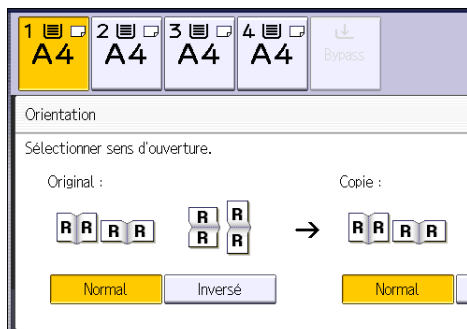 1 2 3 4
A4 A4 A4 A4 Bypass
Orientation
Sélectionner sens d'ouverture.
Original : Copie :
R R R R R R R R R R R R
R R
Normal Inversé Normal